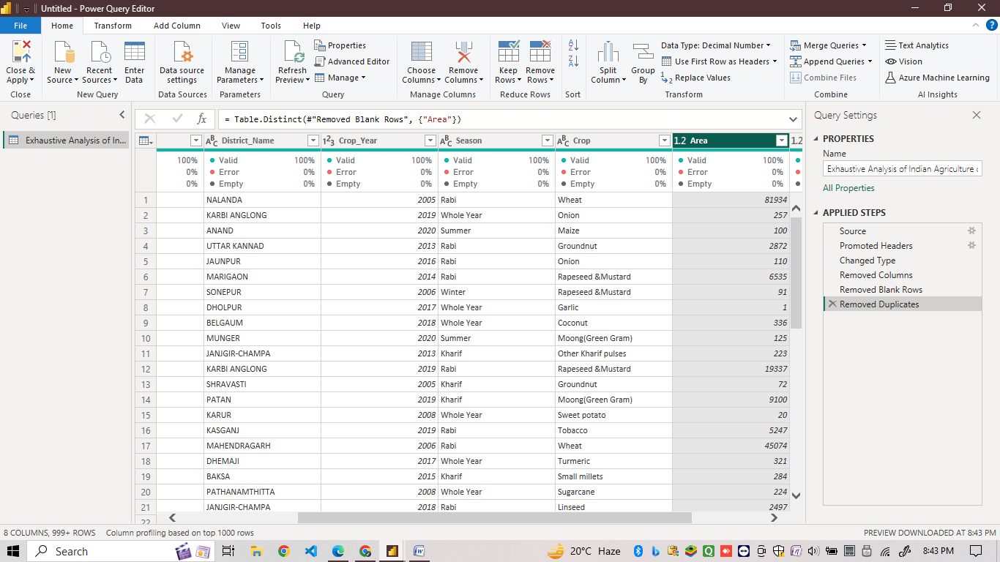 Untitled - Power Query Editor
File Home Transform Add Column View Tools Help
Close & Apply New Source Recent Sources Enter Data Data source settings Manage Parameters Refresh Preview Properties Advanced Editor Manage Choose Columns Remove Columns Keep Rows Remove Rows Split Column Group By Data Type: Decimal Number Use First Row as Headers Replace Values Merge Queries Append Queries Combine Files Text Analytics Vision Azure Machine Learning
Close New Query Data Sources Parameters Query Manage Columns Reduce Rows Sort Transform Combine AI Insights
Queries [1]
Exhaustive Analysis of In...
fx = Table.Distinct(#"Removed Blank Rows", {"Area"})
ABC District_Name 123 Crop_Year ABC Season ABC Crop 1.2 Area 1.2
100% Valid 100% Valid 100% Valid 100% Valid 100% Valid 100%
0% Error 0% Error 0% Error 0% Error 0% Error 0%
0% Empty 0% Empty 0% Empty 0% Empty 0% Empty 0%
1 NALANDA 2005 Rabi Wheat 81934
2 KARBI ANGLONG 2019 Whole Year Onion 257
3 ANAND 2020 Summer Maize 100
4 UTTAR KANNAD 2013 Rabi Groundnut 2872
5 JAUNPUR 2016 Rabi Onion 110
6 MARIGAON 2014 Rabi Rapeseed &Mustard 6535
7 SONEPUR 2006 Winter Rapeseed &Mustard 91
8 DHOLPUR 2017 Whole Year Garlic 1
9 BELGAUM 2018 Whole Year Coconut 336
10 MUNGER 2020 Summer Moong(Green Gram) 125
11 JANJGIR-CHAMPA 2013 Kharif Other Kharif pulses 223
12 KARBI ANGLONG 2019 Rabi Rapeseed &Mustard 19337
13 SHRAVASTI 2005 Kharif Groundnut 72
14 PATAN 2019 Kharif Moong(Green Gram) 9100
15 KARUR 2008 Whole Year Sweet potato 20
16 KASGANJ 2019 Rabi Tobacco 5247
17 MAHENDRAGARH 2006 Rabi Wheat 45074
18 DHEMAJI 2017 Whole Year Turmeric 321
19 BAKSA 2015 Kharif Small millets 284
20 PATHANAMTHITTA 2008 Whole Year Sugarcane 224
21 JANJGIR-CHAMPA 2018 Rabi Linseed 2497
22
Query Settings
PROPERTIES
Name
Exhaustive Analysis of Indian Agriculture
All Properties
APPLIED STEPS
Source
Promoted Headers
Changed Type
Removed Columns
Removed Blank Rows
Removed Duplicates
8 COLUMNS, 999+ ROWS Column profiling based on top 1000 rows PREVIEW DOWNLOADED AT 8:43 PM
Search 20°C Haze 8:43 PM